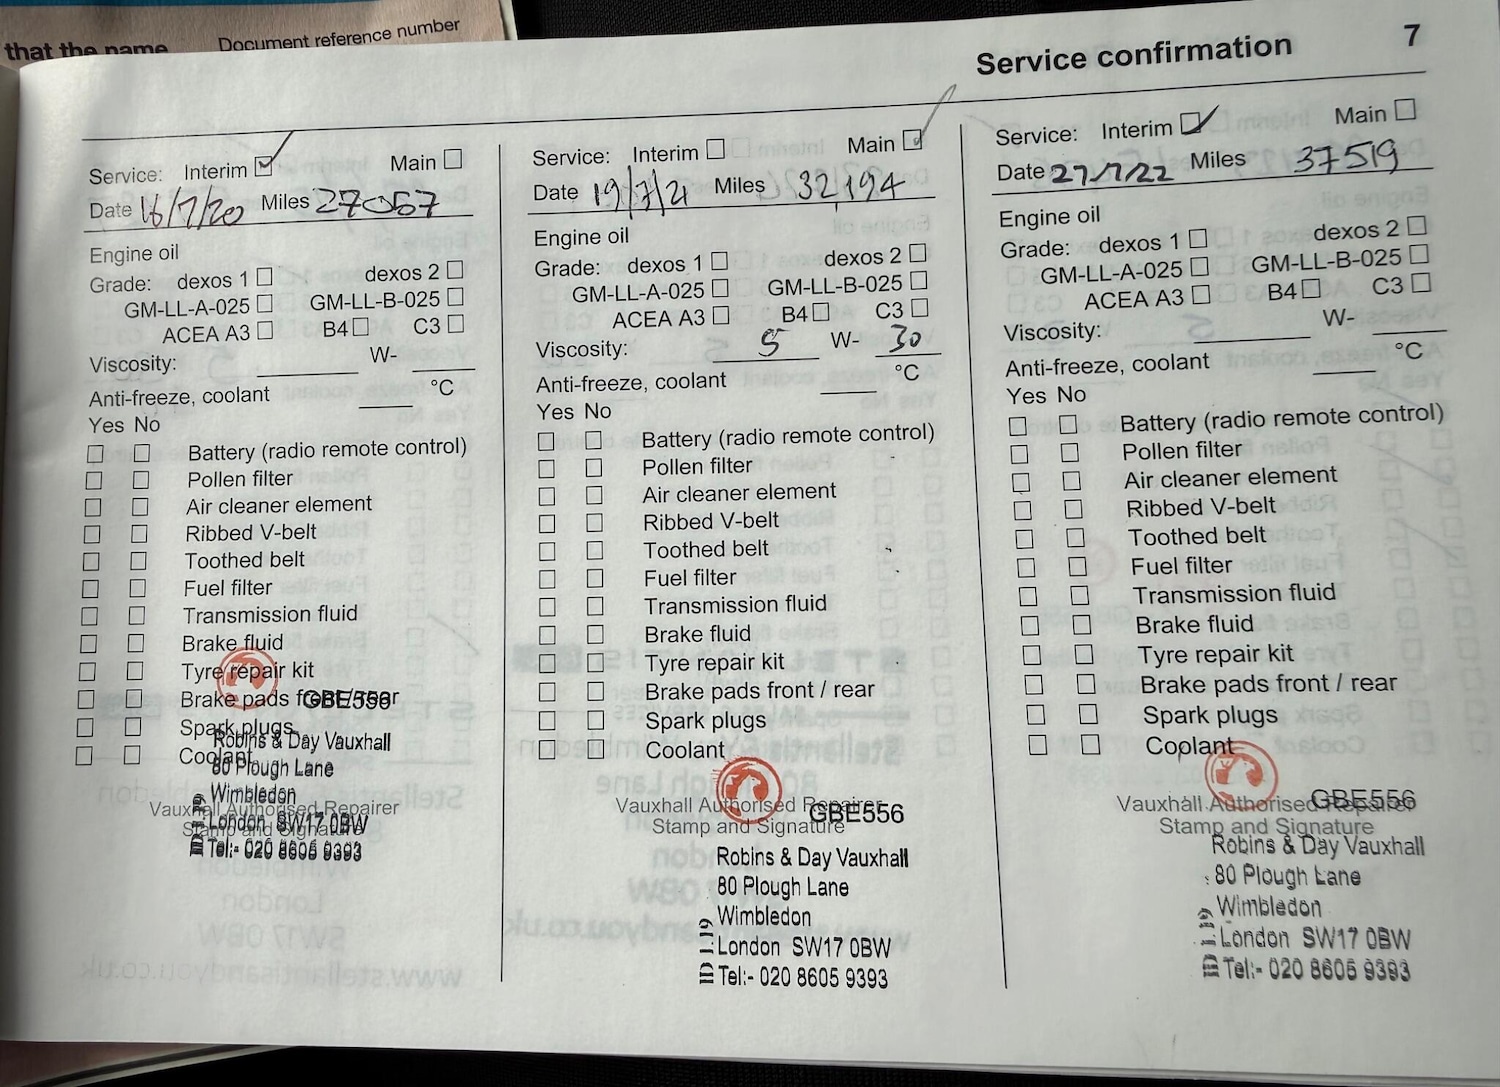 that the name
Document reference number
Service confirmation
7
Service: Interim Main
Date 16/7/20 Miles 27057
Engine oil
Grade: dexos 1 dexos 2
GM-LL-A-025 GM-LL-B-025
ACEA A3 B4 C3
Viscosity: W-
Anti-freeze, coolant °C
Yes No
Battery (radio remote control)
Pollen filter
Air cleaner element
Ribbed V-belt
Toothed belt
Fuel filter
Transmission fluid
Brake fluid
Tyre repair kit
Brake pads front / rear
GBE556
Spark plugs
Robins & Day Vauxhall
Coolant
80 Plough Lane
Wimbledon
Vauxhall Authorised Repairer
London SW17 0BW
Stamp and Signature
Tel:- 020 8605 9393
Service: Interim Main
Date 19/7/21 Miles 32,194
Engine oil
Grade: dexos 1 dexos 2
GM-LL-A-025 GM-LL-B-025
ACEA A3 B4 C3
Viscosity: 5 W- 30
Anti-freeze, coolant °C
Yes No
Battery (radio remote control)
Pollen filter
Air cleaner element
Ribbed V-belt
Toothed belt
Fuel filter
Transmission fluid
Brake fluid
Tyre repair kit
Brake pads front / rear
Spark plugs
Coolant
Vauxhall Authorised Repairer
GBE556
Stamp and Signature
Robins & Day Vauxhall
80 Plough Lane
Wimbledon
London SW17 0BW
Tel:- 020 8605 9393
Service: Interim Main
Date 27/7/22 Miles 37519
Engine oil
Grade: dexos 1 dexos 2
GM-LL-A-025 GM-LL-B-025
ACEA A3 B4 C3
Viscosity: W-
Anti-freeze, coolant °C
Yes No
Battery (radio remote control)
Pollen filter
Air cleaner element
Ribbed V-belt
Toothed belt
Fuel filter
Transmission fluid
Brake fluid
Tyre repair kit
Brake pads front / rear
Spark plugs
Coolant
Vauxhall Authorised Repairer
GBE556
Stamp and Signature
Robins & Day Vauxhall
80 Plough Lane
Wimbledon
London SW17 0BW
Tel:- 020 8605 9393